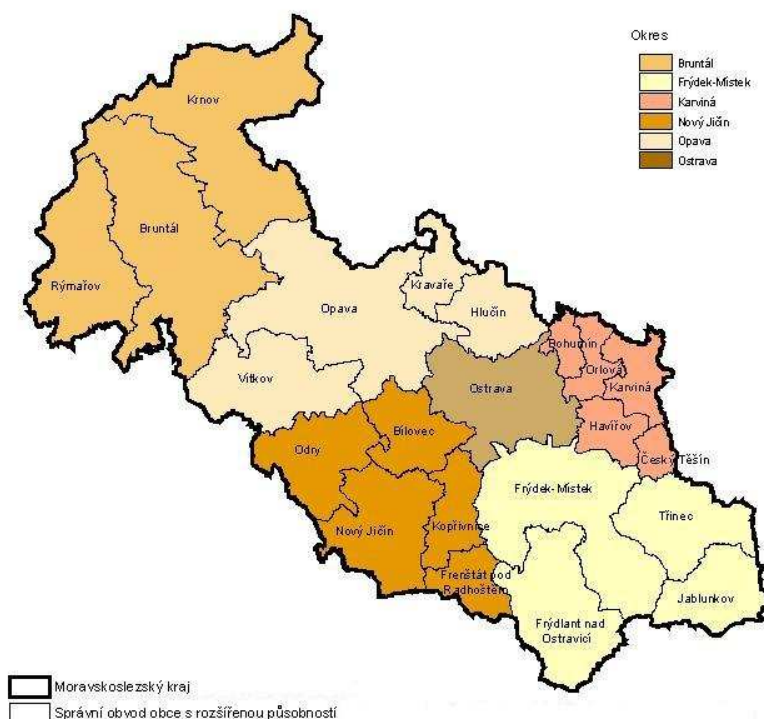 Okres
Bruntál
Frýdek-Místek
Karviná
Nový Jičín
Opava
Ostrava
Krnov
Bruntál
Rýmařov
Opava
Kravaře
Hlučín
Vítkov
Bohumín
Orlová
Karviná
Ostrava
Havířov
Český Těšín
Bílovec
Odry
Frýdek-Místek
Třinec
Nový Jičín
Kopřivnice
Frenštát pod
Radhoštěm
Jablunkov
Frýdlant nad
Ostravicí
Moravskoslezský kraj
Správní obvod obce s rozšířenou působností